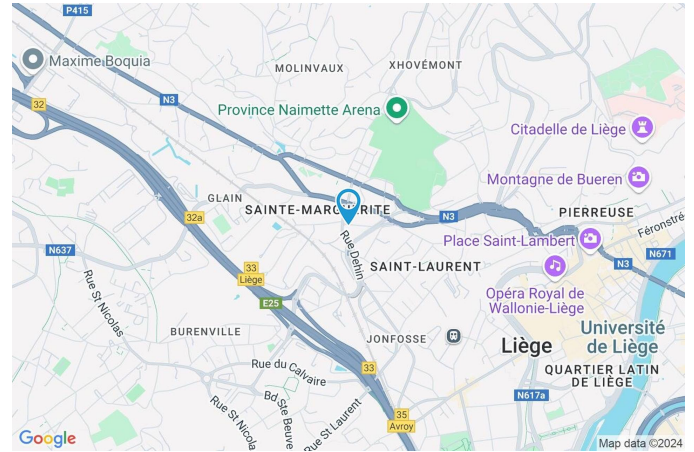 P415
Maxime Boquia
MOLINVAUX
XHOVÉMONT
N3
32
Province Naimette Arena
Citadelle de Liège
Montagne de Bueren
GLAIN
SAINTE-MARGUERITE
32a
N3
PIERREUSE
Féronstré
Rue Dehin
Place Saint-Lambert
N637
SAINT-LAURENT
N3
N671
33
Liège
E25
Opéra Royal de
Wallonie-Liège
Rue St Nicolas
BURENVILLE
JONFOSSE
Liège
Université
de Liège
Rue du Calvaire
33
QUARTIER LATIN
DE LIÈGE
Bd Ste Beuve
N617a
Rue St Nicola
Rue St Laurent
35
Avroy
Google
Map data ©2024